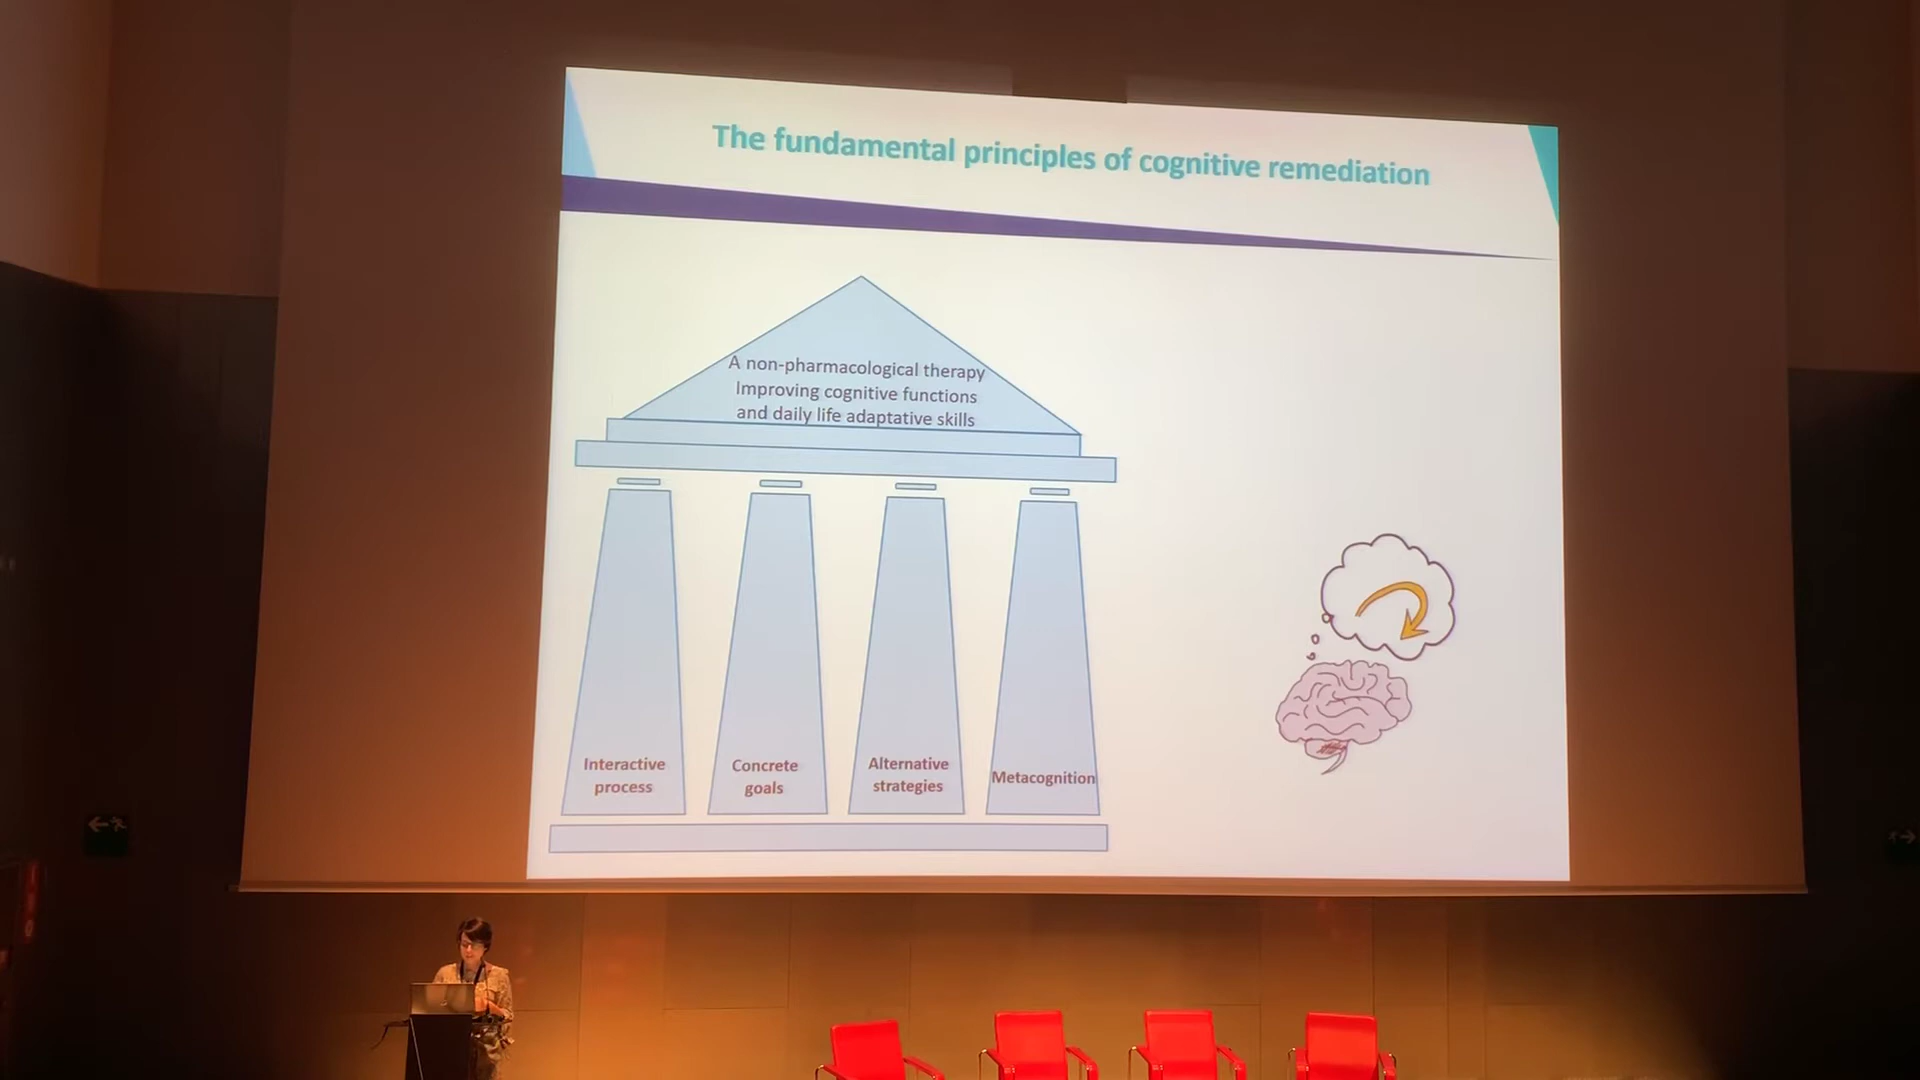 The fundamental principles of cognitive remediation
A non-pharmacological therapy
Improving cognitive functions
and daily life adaptative skills
Interactive
process
Concrete
goals
Alternative
strategies
Metacognition